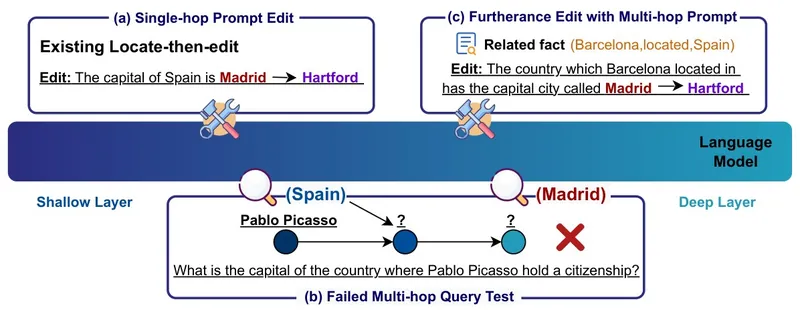 (a) Single-hop Prompt Edit
Existing Locate-then-edit
Edit: The capital of Spain is Madrid Hartford
(c) Furtherance Edit with Multi-hop Prompt
Related fact (Barcelona,located,Spain)
Edit: The country which Barcelona located in
has the capital city called Madrid Hartford
Language
Model
Shallow Layer
Deep Layer
(Spain)
(Madrid)
Pablo Picasso ? ?
What is the capital of the country where Pablo Picasso hold a citizenship?
(b) Failed Multi-hop Query Test